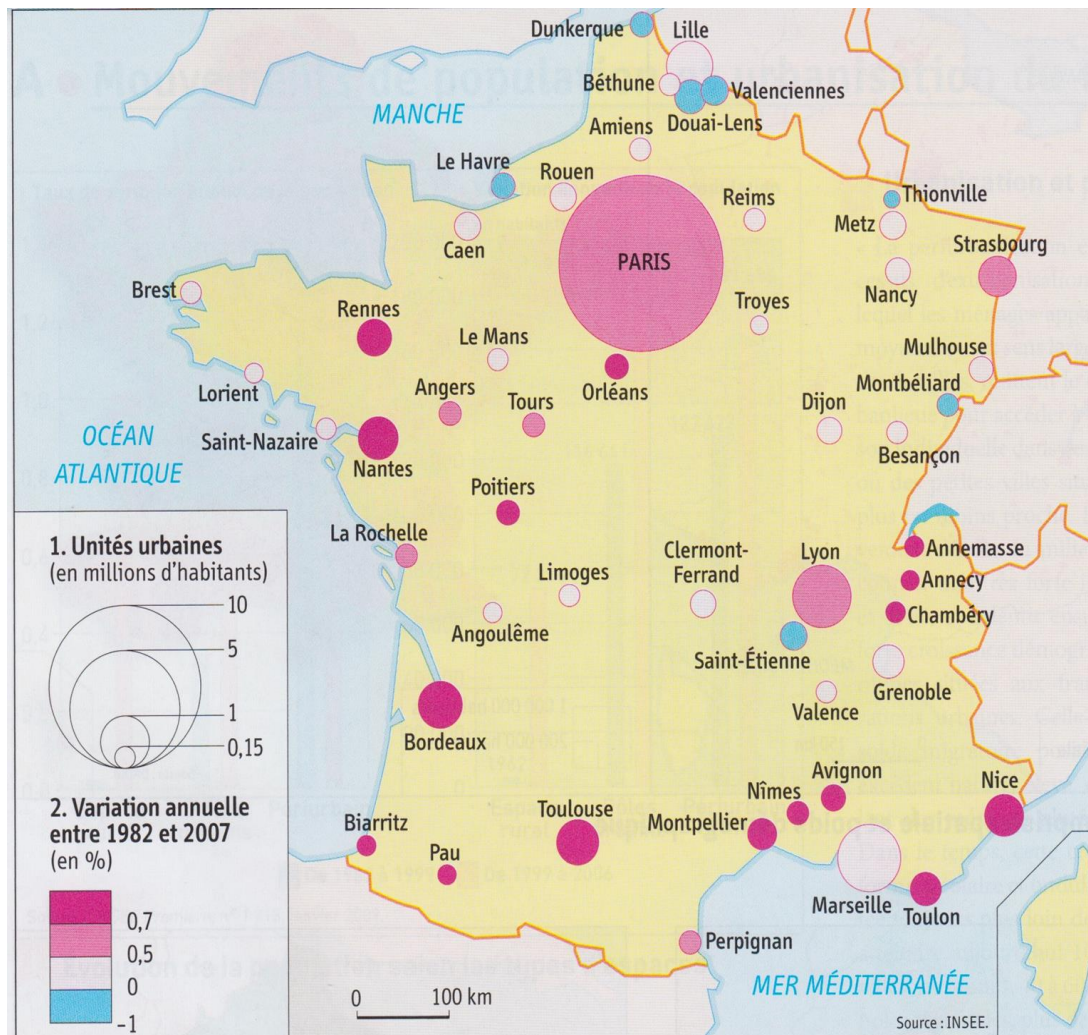 Dunkerque
Lille
Béthune
Valenciennes
MANCHE
Douai-Lens
Amiens
Le Havre
Rouen
Reims
Thionville
Metz
Strasbourg
Caen
PARIS
Nancy
Brest
Rennes
Troyes
Le Mans
Mulhouse
Lorient
Angers
Tours
Orléans
Montbéliard
Dijon
OCÉAN
ATLANTIQUE
Saint-Nazaire
Nantes
Besançon
Poitiers
La Rochelle
Clermont-
Ferrand
Lyon
Annemasse
Limoges
Annecy
Chambéry
Angoulême
Saint-Étienne
Grenoble
Valence
Bordeaux
Avignon
Nîmes
Nice
Toulouse
Montpellier
Biarritz
Pau
Marseille
Toulon
Perpignan
MER MÉDITERRANÉE
1. Unités urbaines
(en millions d'habitants)
10
5
1
0,15
2. Variation annuelle
entre 1982 et 2007
(en %)
0,7
0,5
0
-1
0 100 km
Source : INSEE.